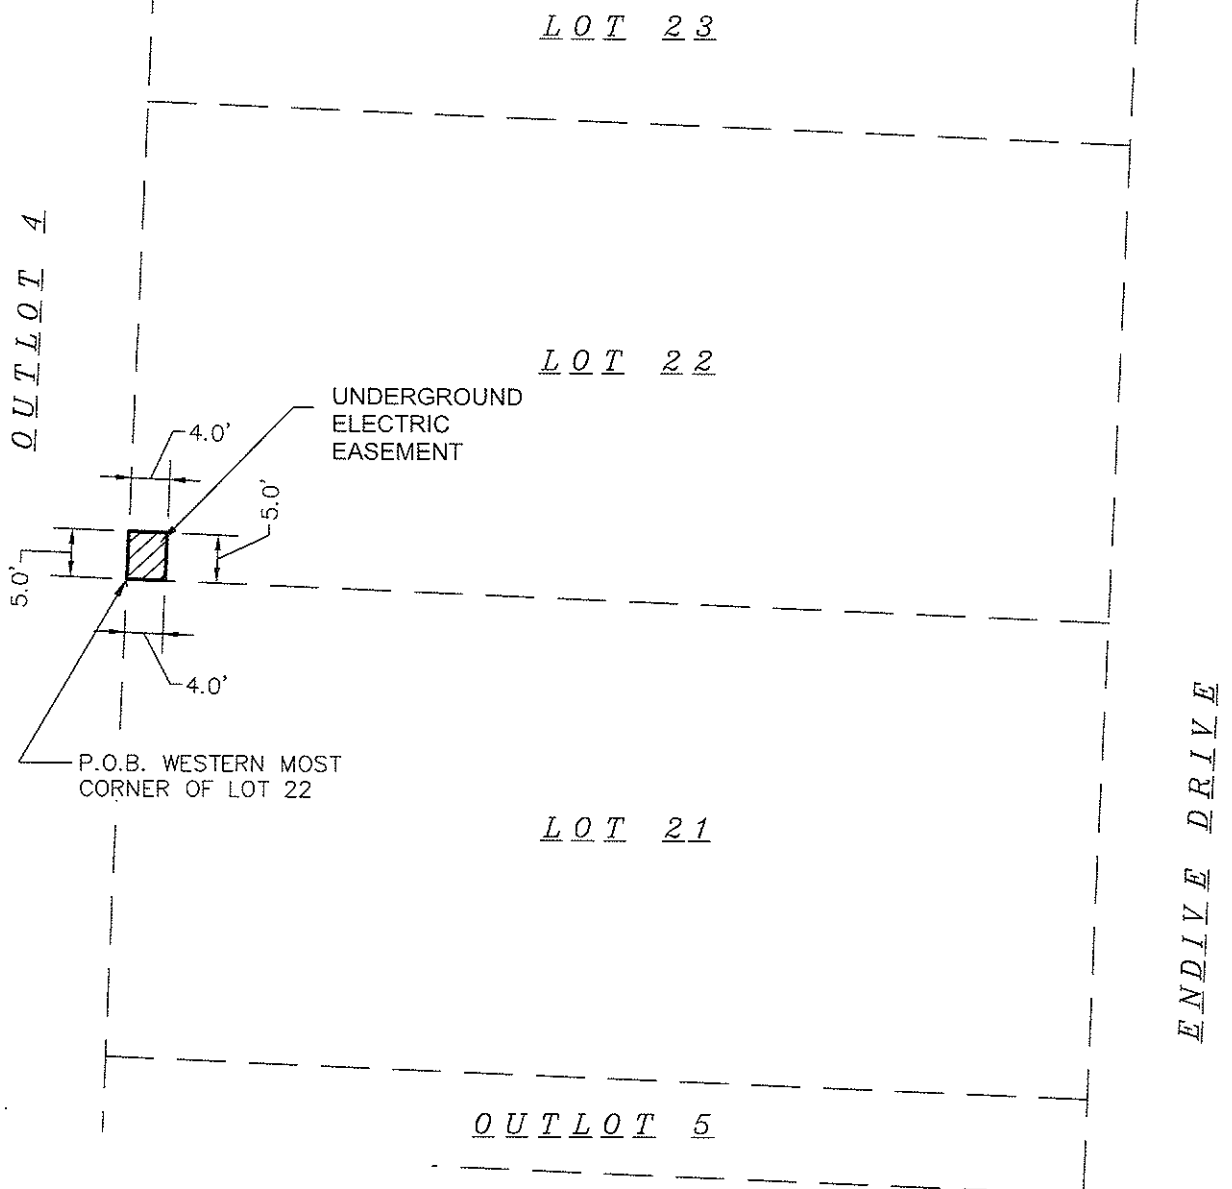 LOT 23
OUTLOT 4
LOT 22
UNDERGROUND
ELECTRIC
EASEMENT
4.0'
5.0'
5.0'
4.0'
P.O.B. WESTERN MOST
CORNER OF LOT 22
LOT 21
ENDIVE DRIVE
OUTLOT 5